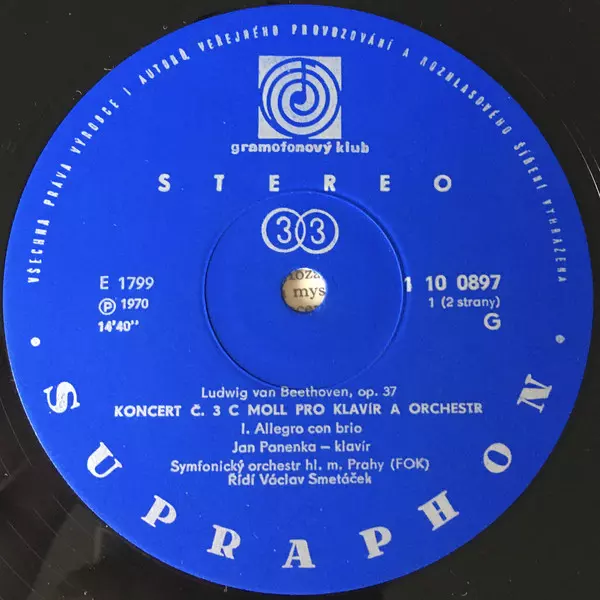 VŠECHNA PRÁVA VÝROBCE I AUTORŮ VEŘEJNÉHO PROVOZOVÁNÍ A ROZHLASOVÉHO ŠÍŘENÍ VYHRAZENA
gramofonový klub
STEREO
33
E 1799
1 10 0897
Ⓟ 1970
1 (2 strany)
14'40''
G
mys
Ludwig van Beethoven, op. 37
KONCERT Č. 3 C MOLL PRO KLAVÍR A ORCHESTR
I. Allegro con brio
Jan Panenka – klavír
Symfonický orchestr hl. m. Prahy (FOK)
Řídí Václav Smetáček
• SUPRAPHON •